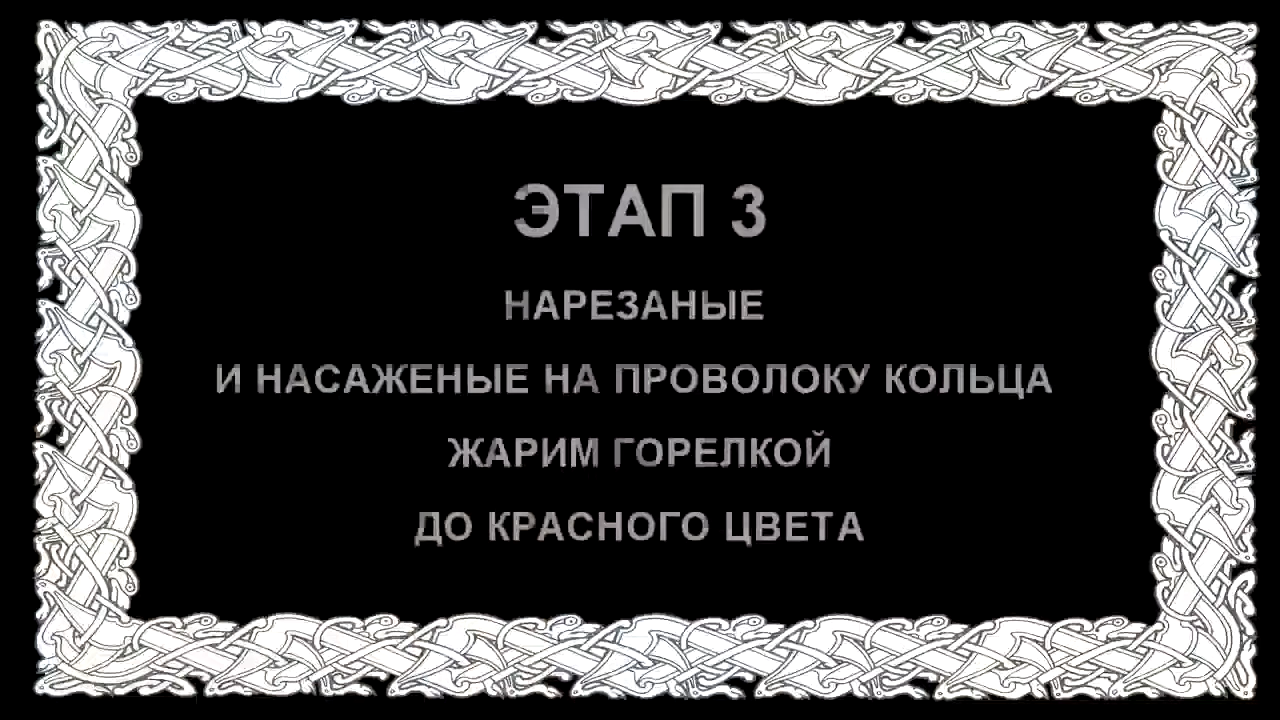 ЭТАП 3
НАРЕЗАНЫЕ
И НАСАЖЕНЫЕ НА ПРОВОЛОКУ КОЛЬЦА
ЖАРИМ ГОРЕЛКОЙ
ДО КРАСНОГО ЦВЕТА